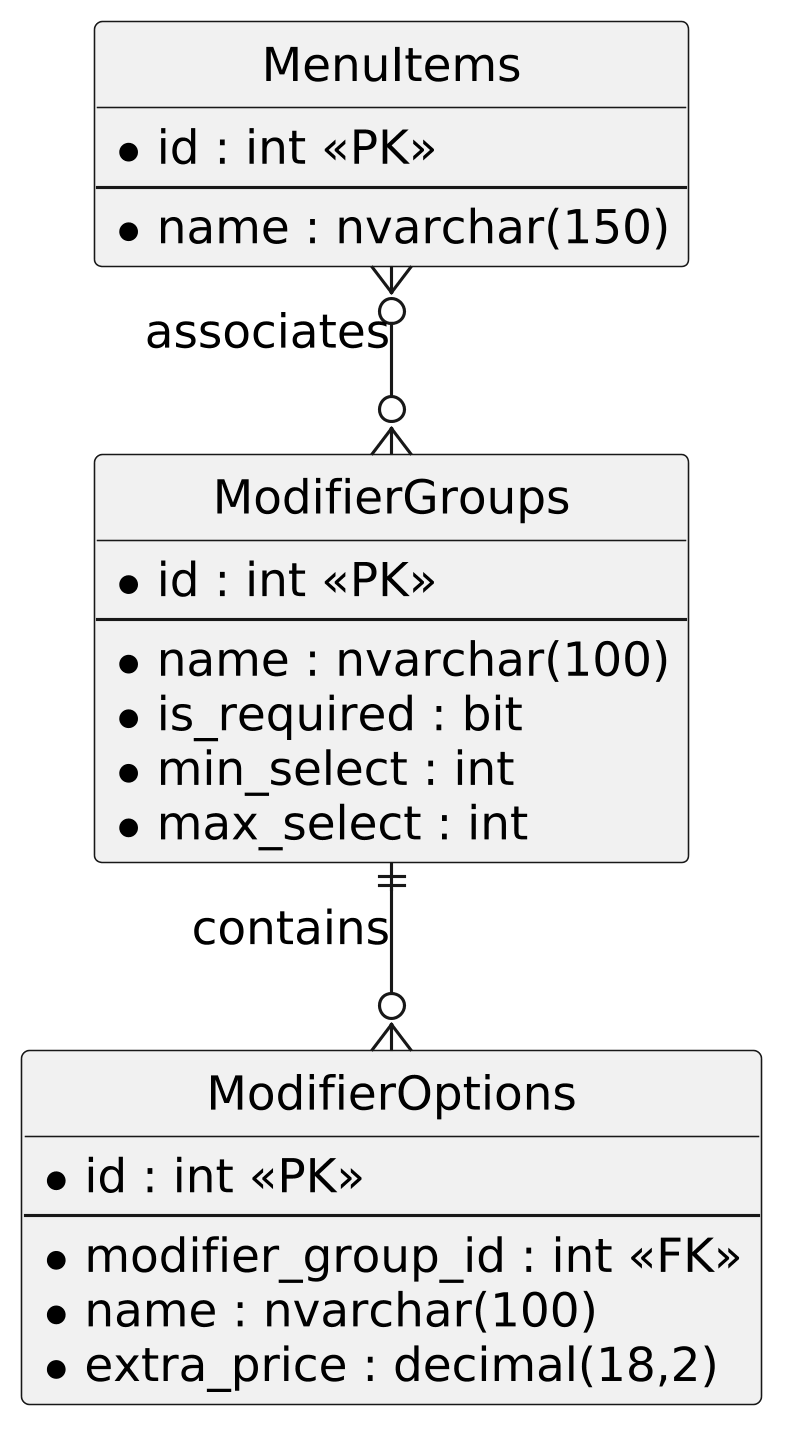 MenuItems
id : int «PK»
name : nvarchar(150)
associates
ModifierGroups
id : int «PK»
name : nvarchar(100)
is_required : bit
min_select : int
max_select : int
contains
ModifierOptions
id : int «PK»
modifier_group_id : int «FK»
name : nvarchar(100)
extra_price : decimal(18,2)